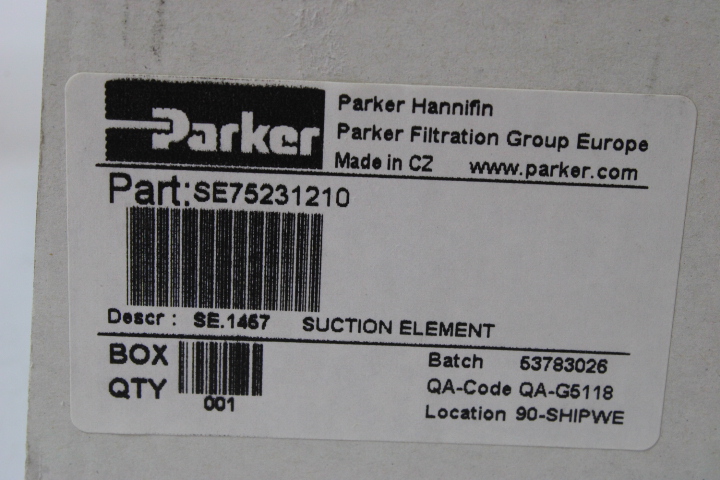 Parker
Parker Hannifin
Parker Filtration Group Europe
Made in CZ www.parker.com
Part:SE75231210
Descr : SE.1467 SUCTION ELEMENT
BOX
QTY
001
Batch 53783026
QA-Code QA-G5118
Location 90-SHIPWE